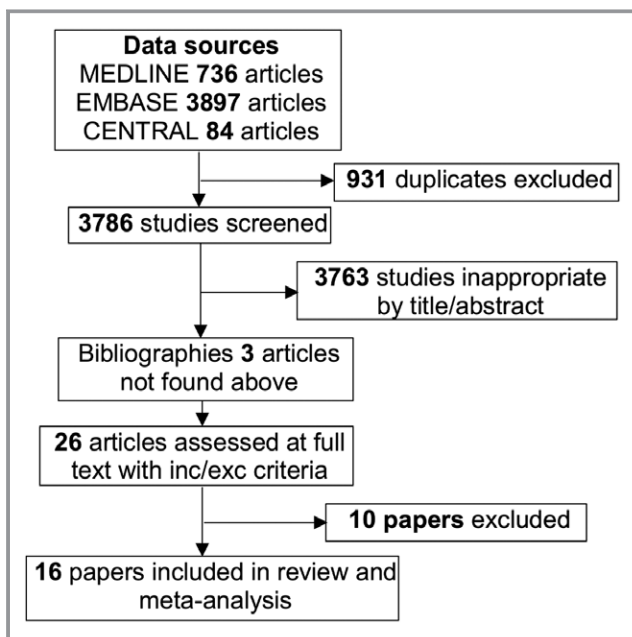 Data sources
MEDLINE 736 articles
EMBASE 3897 articles
CENTRAL 84 articles
931 duplicates excluded
3786 studies screened
3763 studies inappropriate
by title/abstract
Bibliographies 3 articles
not found above
26 articles assessed at full
text with inc/exc criteria
10 papers excluded
16 papers included in review and
meta-analysis